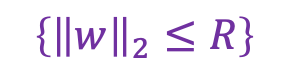 {‖w‖₂ ≤ R}